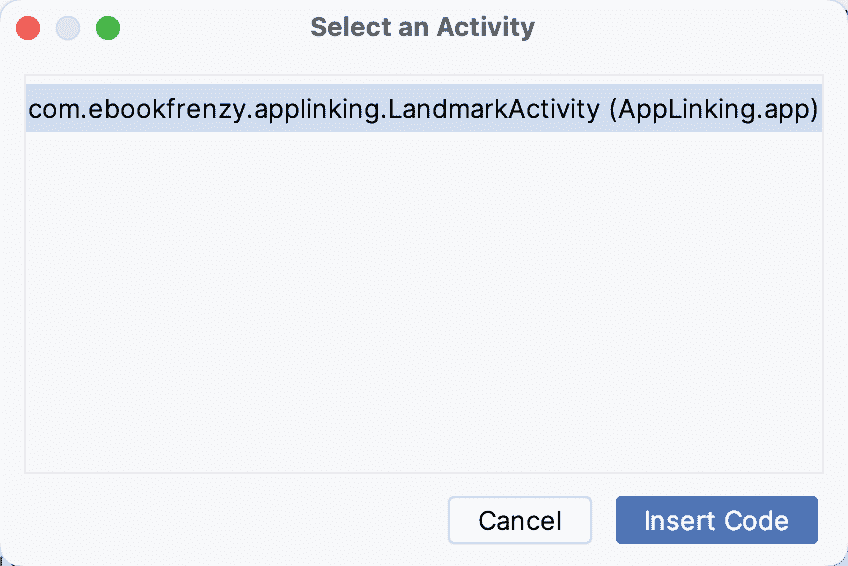 Select an Activity
com.ebookfrenzy.applinking.LandmarkActivity (AppLinking.app)
Cancel
Insert Code